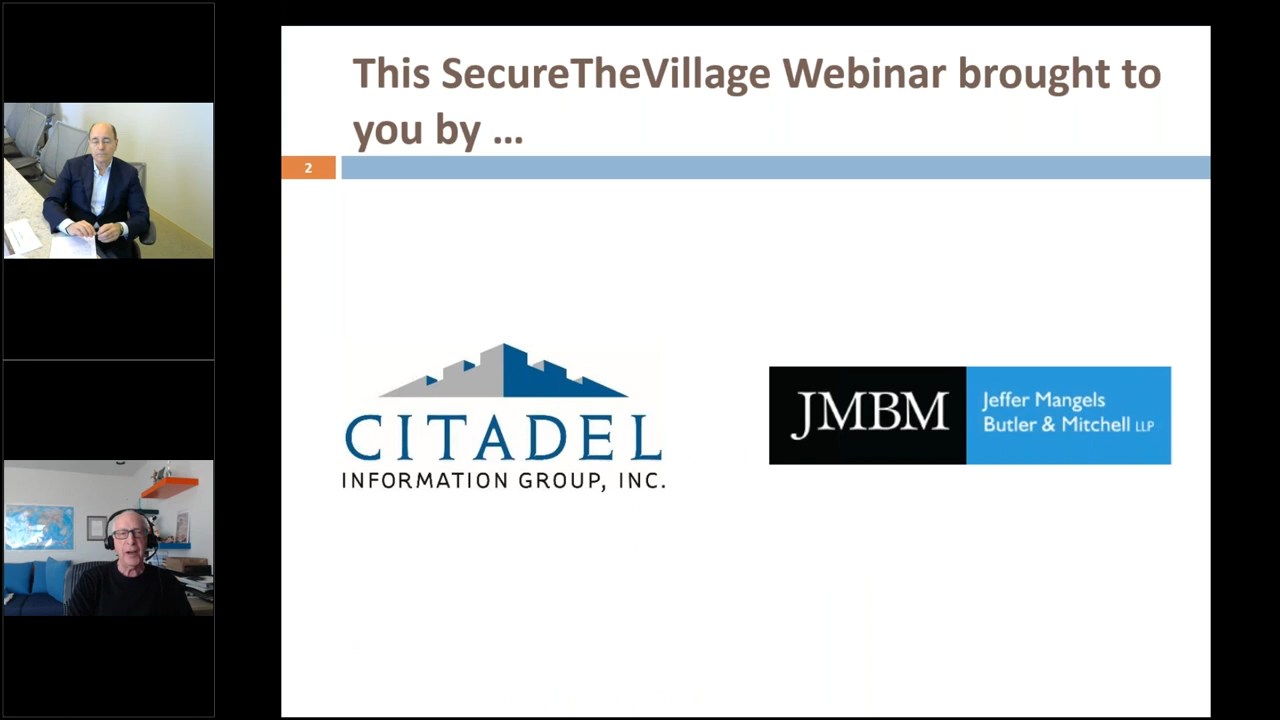 This SecureTheVillage Webinar brought to
you by …
2
CITADEL
INFORMATION GROUP, INC.
JMBM
Jeffer Mangels
Butler & Mitchell LLP